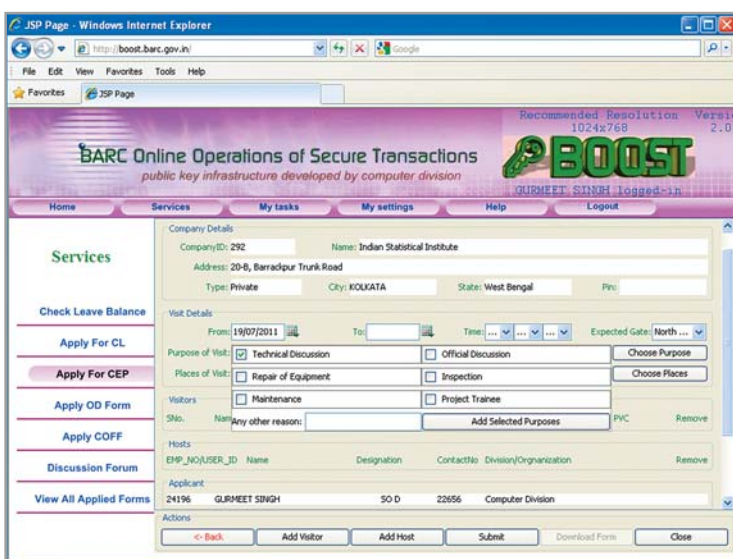 JSP Page - Windows Internet Explorer
http://boost.barc.gov.in/
Google
File Edit View Favorites Tools Help
Favorites JSP Page
Recommended Resolution Versi
1024x768 2.0
BARC Online Operations of Secure Transactions
BOOST
public key infrastructure developed by computer division
GURMEET SINGH logged-in
Home Services My tasks My settings Help Logout
Services
Check Leave Balance
Apply For CL
Apply For CEP
Apply OD Form
Apply COFF
Discussion Forum
View All Applied Forms
Company Details
CompanyID: 292 Name: Indian Statistical Institute
Address: 20-B, Barrackpur Trunk Road
Type: Private City: KOLKATA State: West Bengal Pin:
Visit Details
From: 19/07/2011 To: Time: ... ... ... Expected Gate: North ...
Purpose of Visit: Technical Discussion Official Discussion Choose Purpose
Places of Visit: Repair of Equipment Inspection Choose Places
Visitors Maintenance Project Trainee
SNo. Nam Any other reason: Add Selected Purposes PVC Remove
Hosts
EMP_NO/USER_ID Name Designation ContactNo Division/Orgnanization Remove
Applicant
24196 GURMEET SINGH SO D 22656 Computer Division
Actions
<- Back Add Visitor Add Host Submit Download Form Close